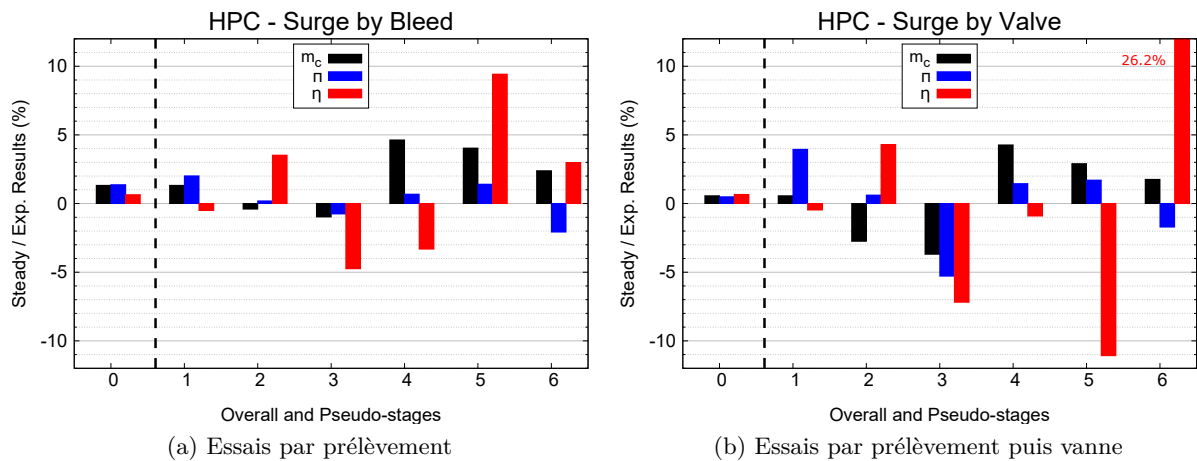 HPC - Surge by Bleed
Steady / Exp. Results (%)
10
5
0
-5
-10
m_c
π
η
0 1 2 3 4 5 6
Overall and Pseudo-stages
(a) Essais par prélèvement
HPC - Surge by Valve
Steady / Exp. Results (%)
10
5
0
-5
-10
m_c
π
η
26.2%
0 1 2 3 4 5 6
Overall and Pseudo-stages
(b) Essais par prélèvement puis vanne